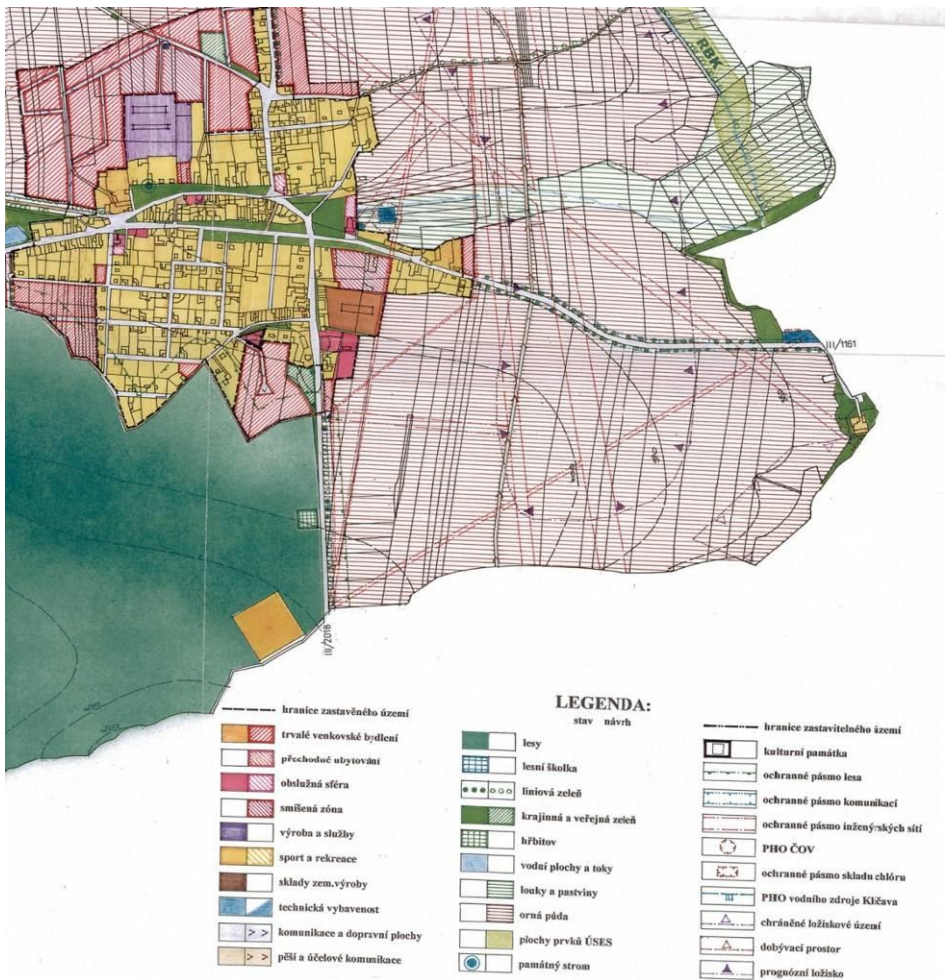 RBK
III/1161
III/2018
LEGENDA:
stav návrh
hranice zastavěného území
trvalé venkovské bydlení
přechodné ubytování
obslužná sféra
smíšená zóna
výroba a služby
sport a rekreace
sklady zem.výroby
technická vybavenost
komunikace a dopravní plochy
pěší a účelové komunikace
lesy
lesní školka
liniová zeleň
krajinná a veřejná zeleň
hřbitov
vodní plochy a toky
louky a pastviny
orná půda
plochy prvků ÚSES
památný strom
hranice zastavitelného území
kulturní památka
ochranné pásmo lesa
ochranné pásmo komunikací
ochranné pásmo inženýrských sítí
PHO ČOV
ochranné pásmo skladu chlóru
PHO vodního zdroje Klíčava
chráněné ložiskové území
dobývací prostor
prognózní ložisko